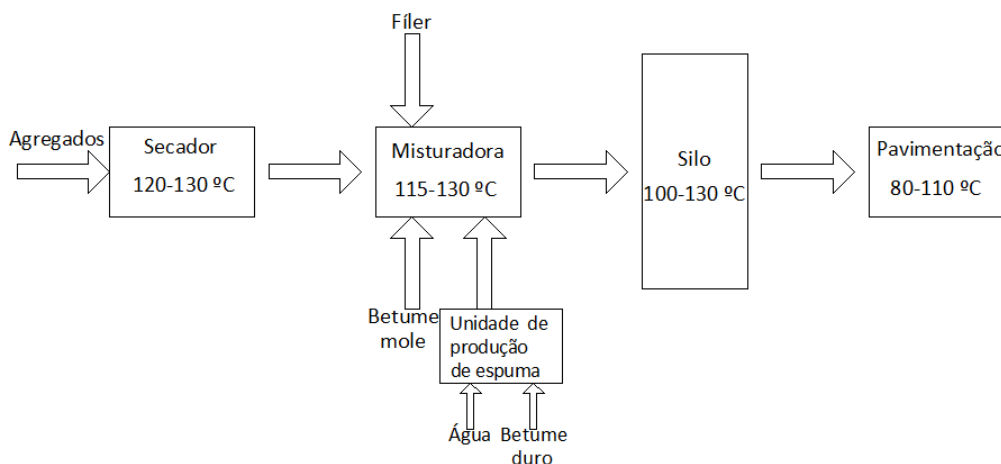 Fíler
Agregados
Secador
120-130 ºC
Misturadora
115-130 ºC
Silo
100-130 ºC
Pavimentação
80-110 ºC
Betume
mole
Unidade de
produção
de espuma
Água
Betume
duro